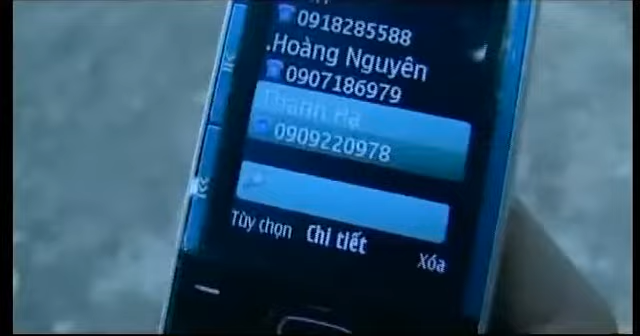 0918285588
.Hoàng Nguyên
0907186979
Thanh Hà
0909220978
Tùy chọn Chi tiết Xóa